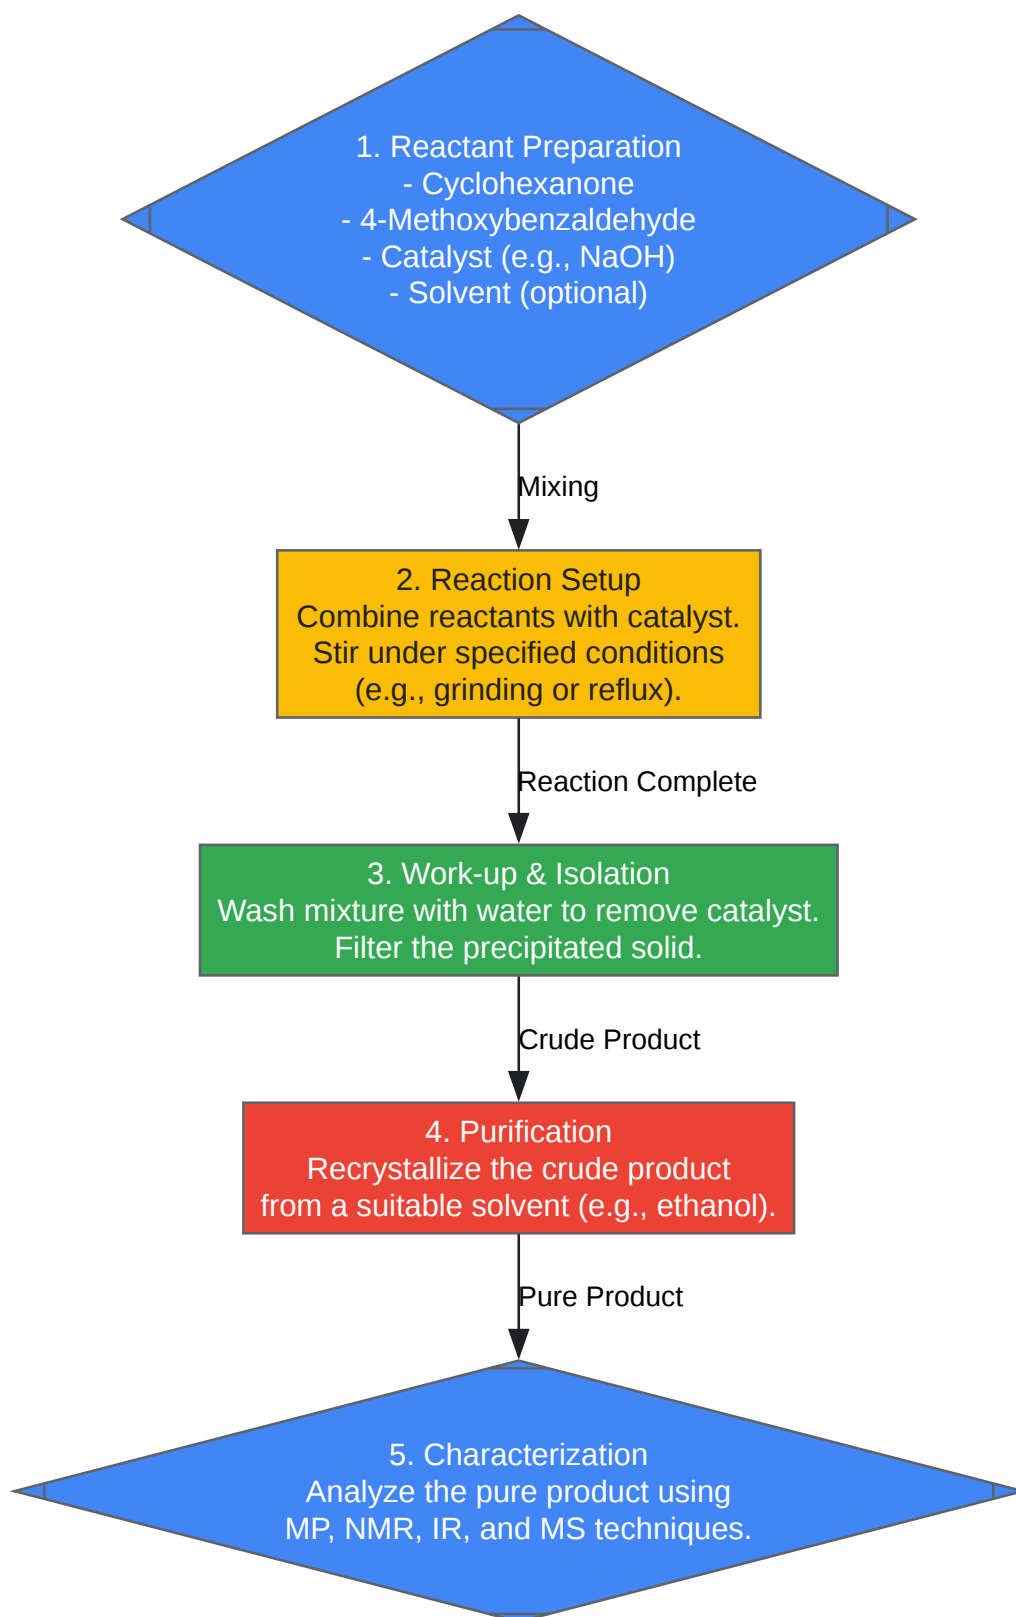 1. Reactant Preparation
- Cyclohexanone
- 4-Methoxybenzaldehyde
- Catalyst (e.g., NaOH)
- Solvent (optional)
Mixing
2. Reaction Setup
Combine reactants with catalyst.
Stir under specified conditions
(e.g., grinding or reflux).
Reaction Complete
3. Work-up & Isolation
Wash mixture with water to remove catalyst.
Filter the precipitated solid.
Crude Product
4. Purification
Recrystallize the crude product
from a suitable solvent (e.g., ethanol).
Pure Product
5. Characterization
Analyze the pure product using
MP, NMR, IR, and MS techniques.